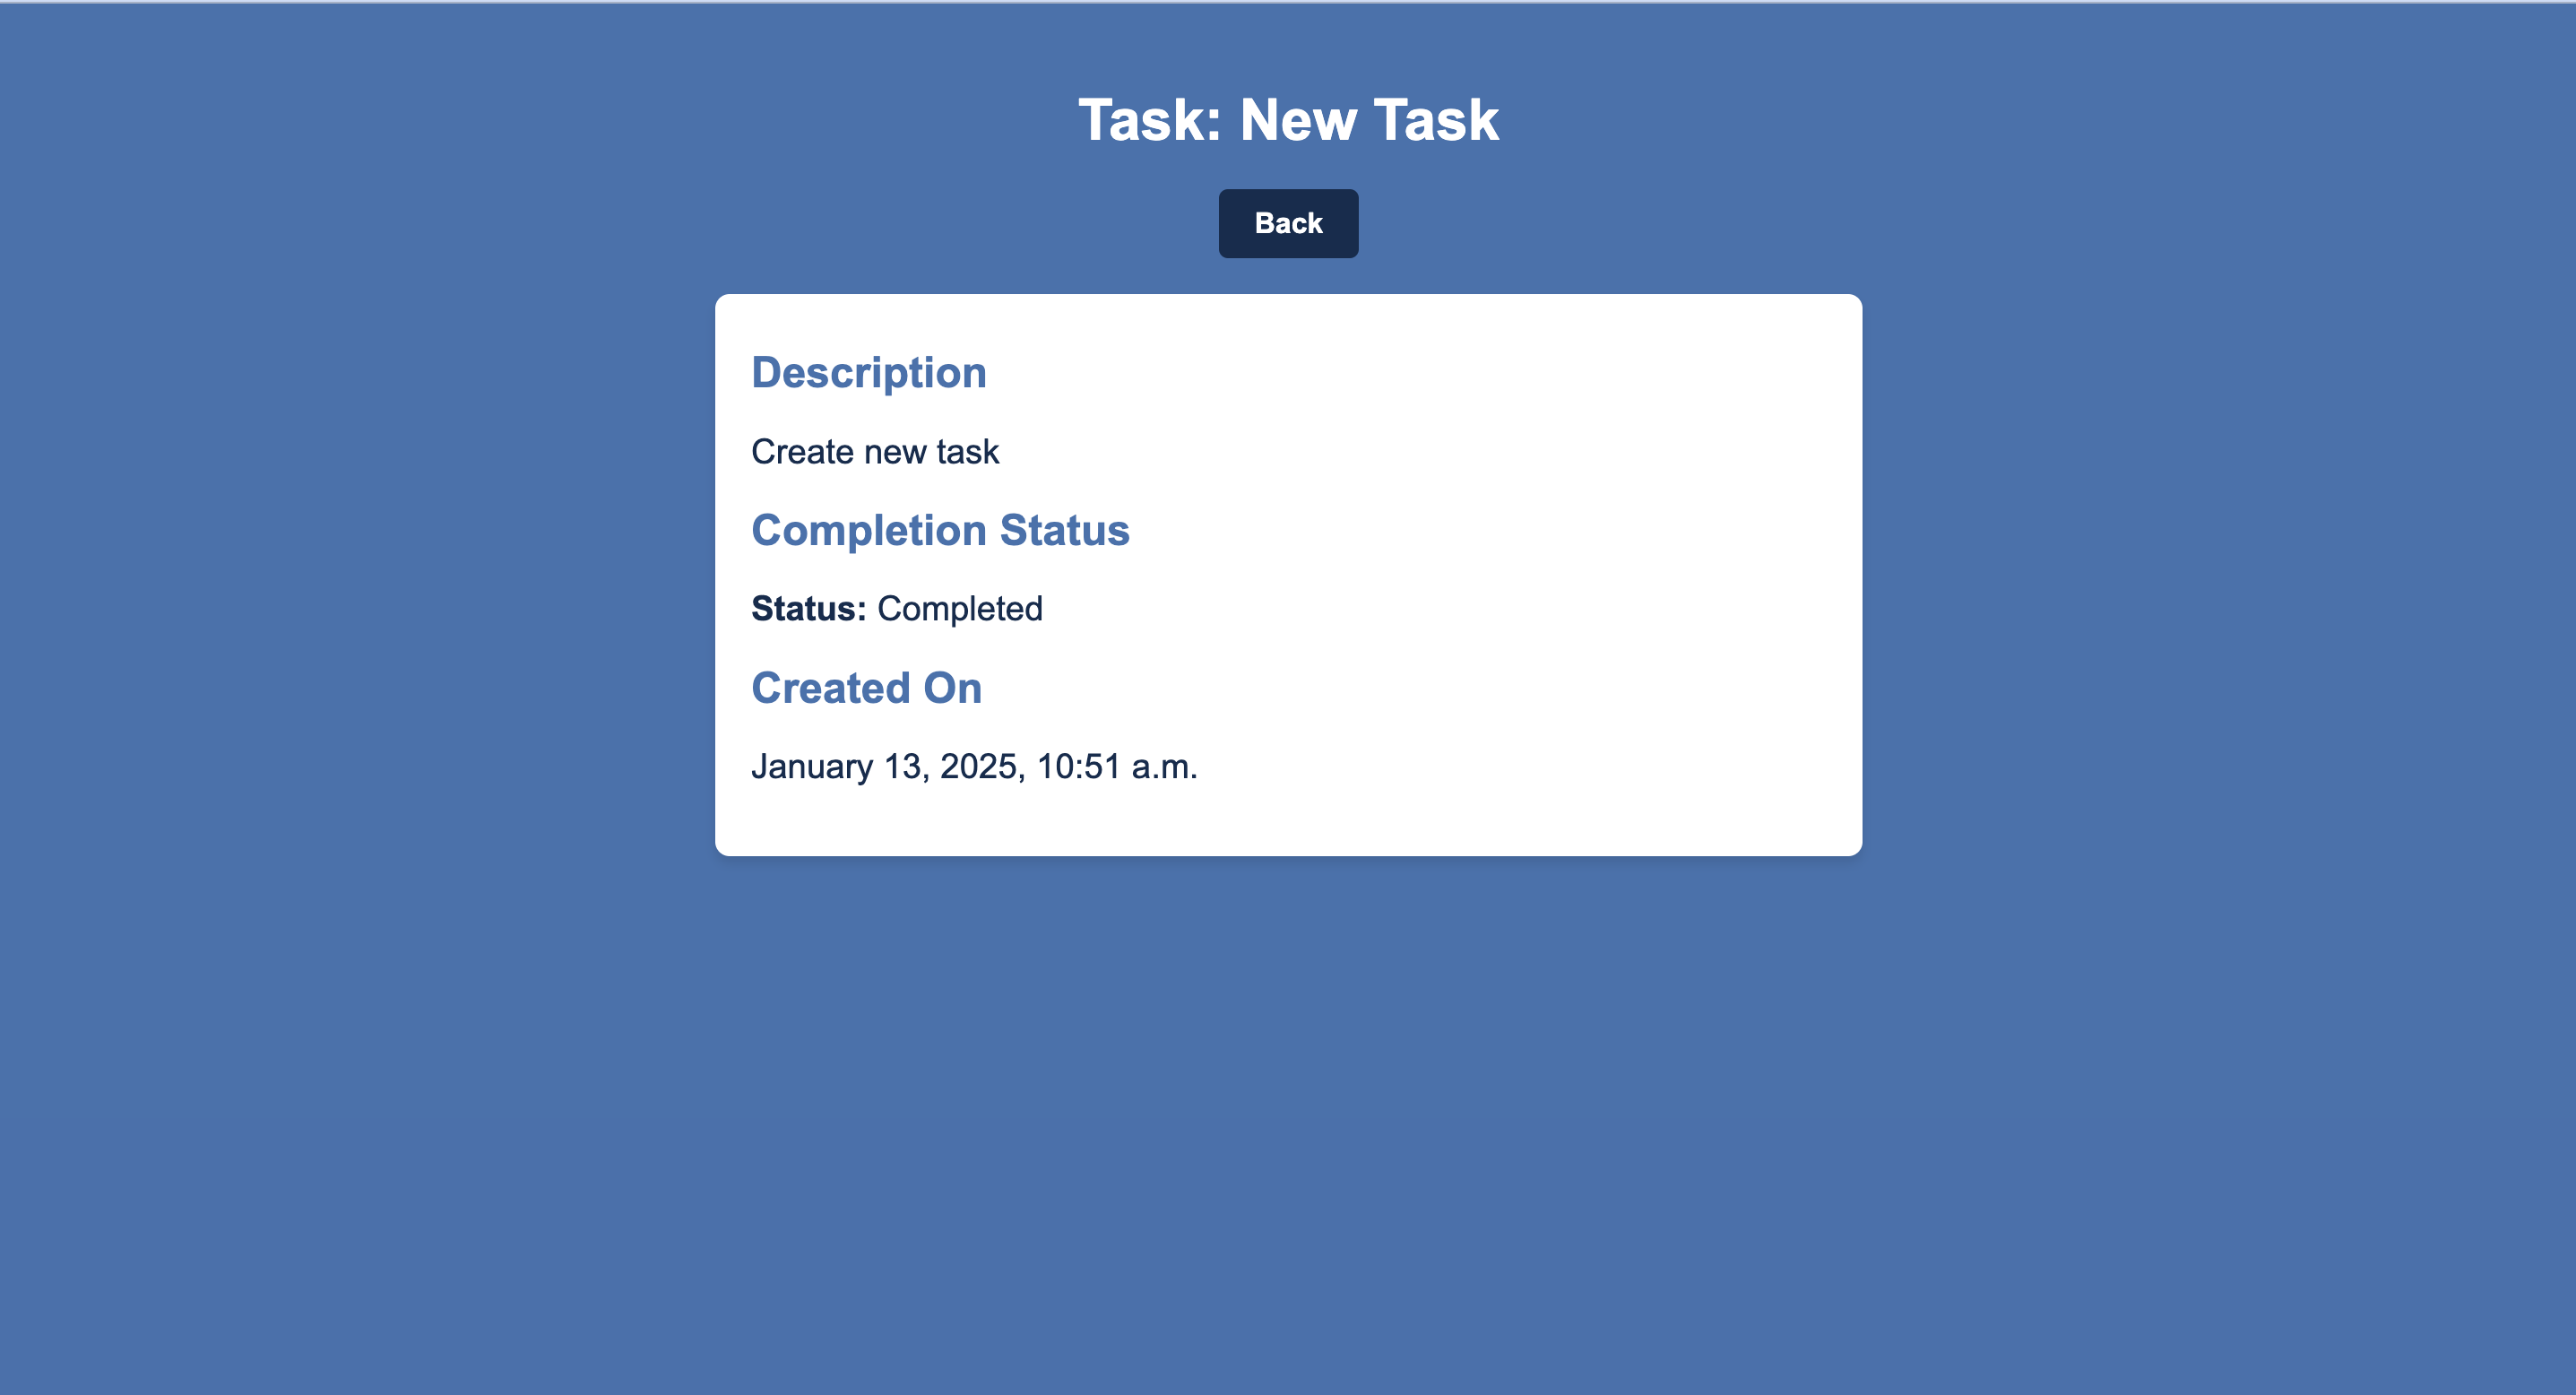 Task: New Task
Back
Description
Create new task
Completion Status
Status: Completed
Created On
January 13, 2025, 10:51 a.m.